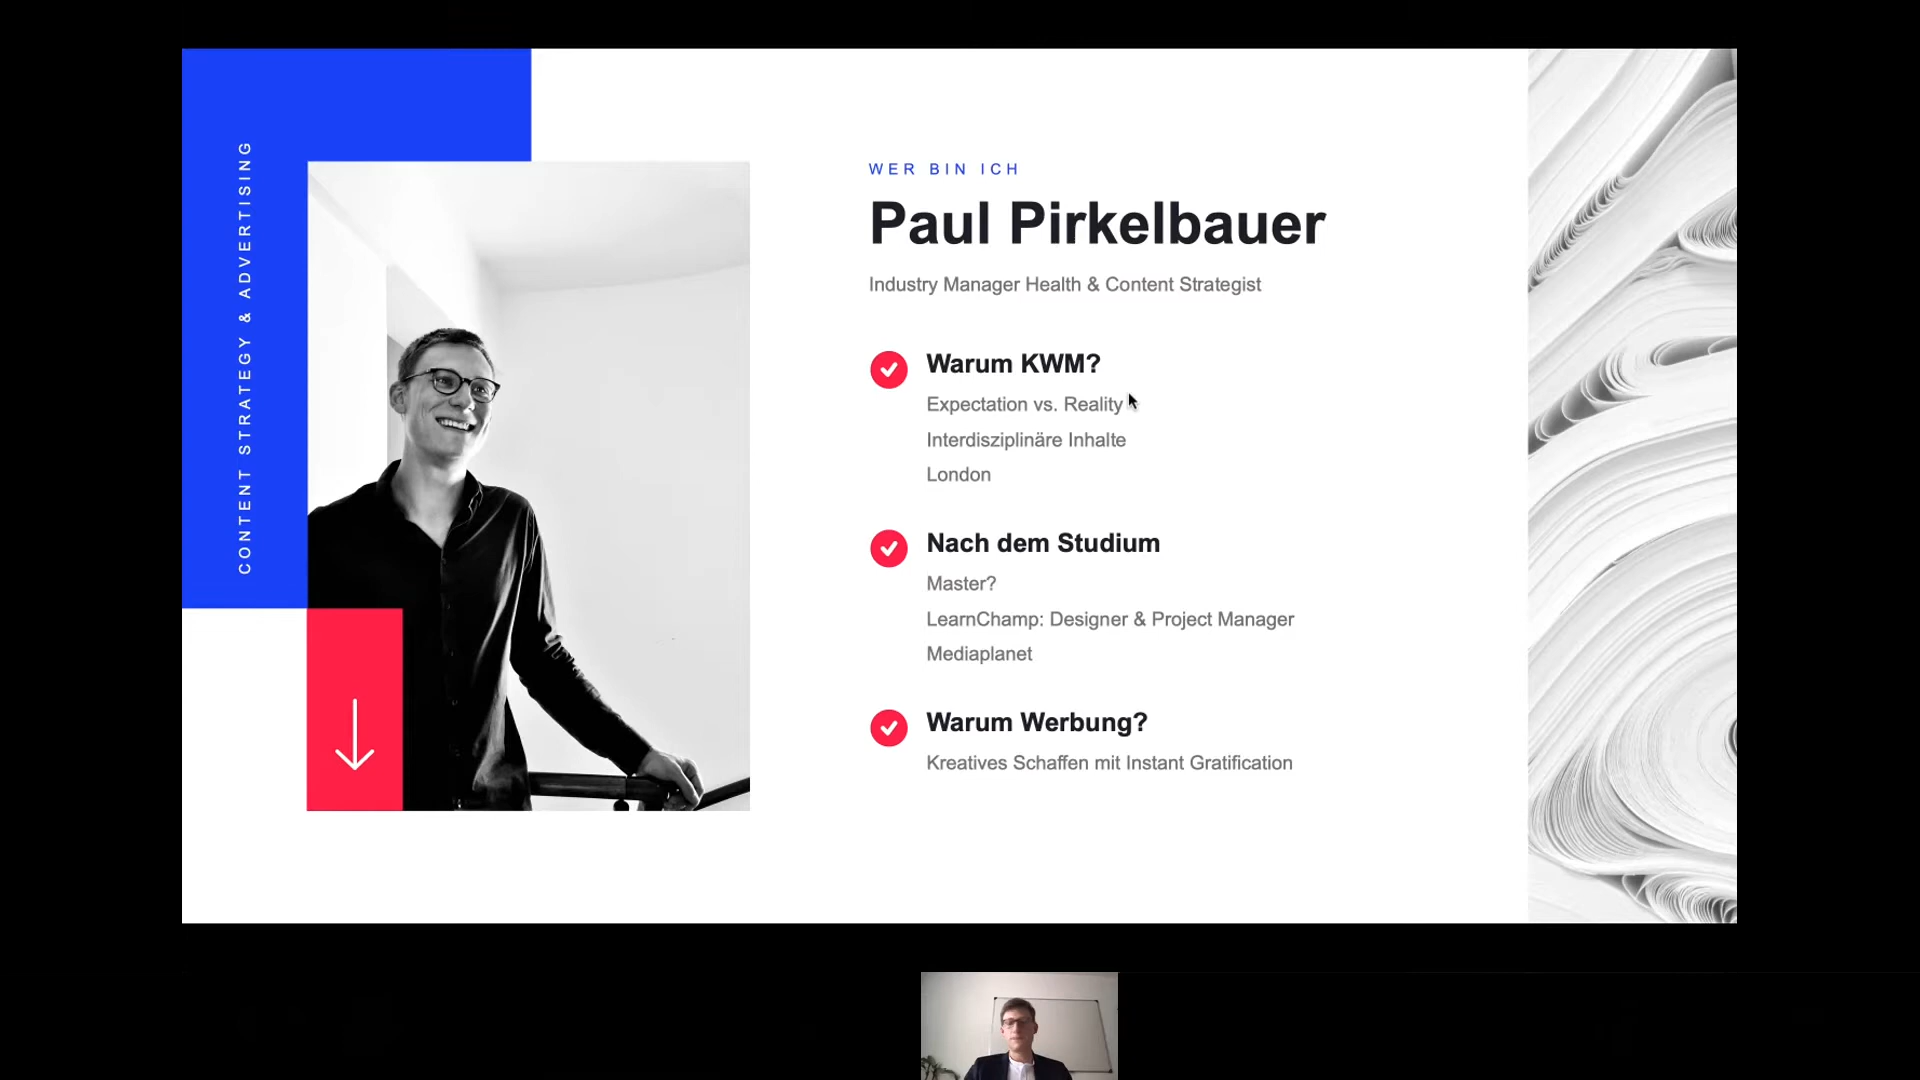 CONTENT STRATEGY & ADVERTISING
WER BIN ICH
Paul Pirkelbauer
Industry Manager Health & Content Strategist
Warum KWM?
Expectation vs. Reality
Interdisziplinäre Inhalte
London
Nach dem Studium
Master?
LearnChamp: Designer & Project Manager
Mediaplanet
Warum Werbung?
Kreatives Schaffen mit Instant Gratification